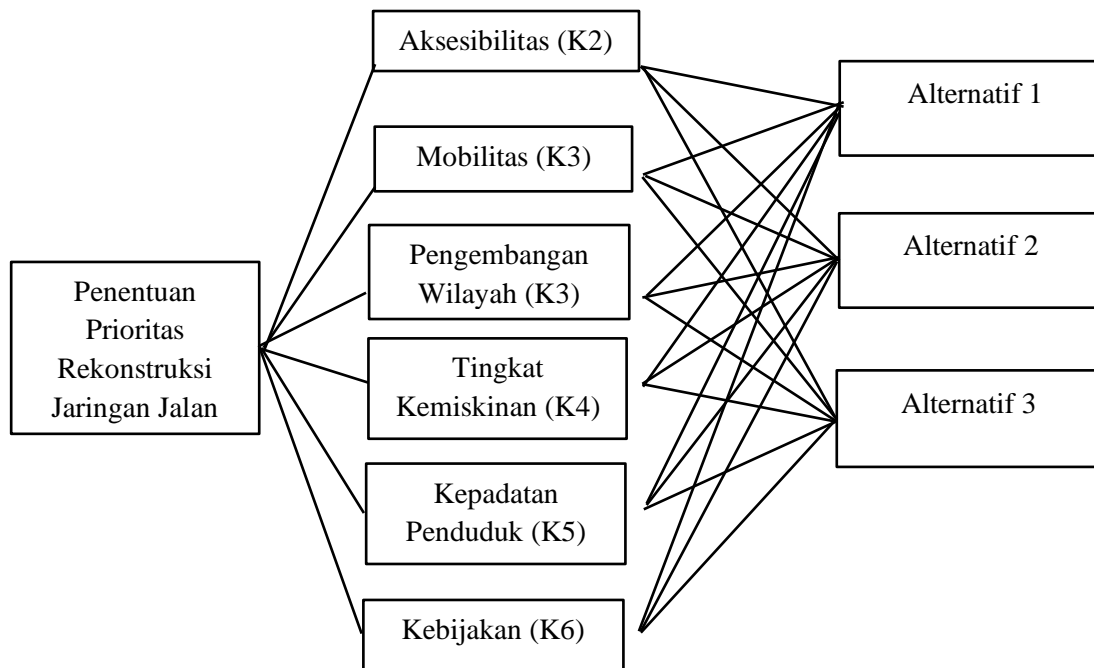 Penentuan
Prioritas
Rekonstruksi
Jaringan Jalan
Aksesibilitas (K2)
Mobilitas (K3)
Pengembangan
Wilayah (K3)
Tingkat
Kemiskinan (K4)
Kepadatan
Penduduk (K5)
Kebijakan (K6)
Alternatif 1
Alternatif 2
Alternatif 3